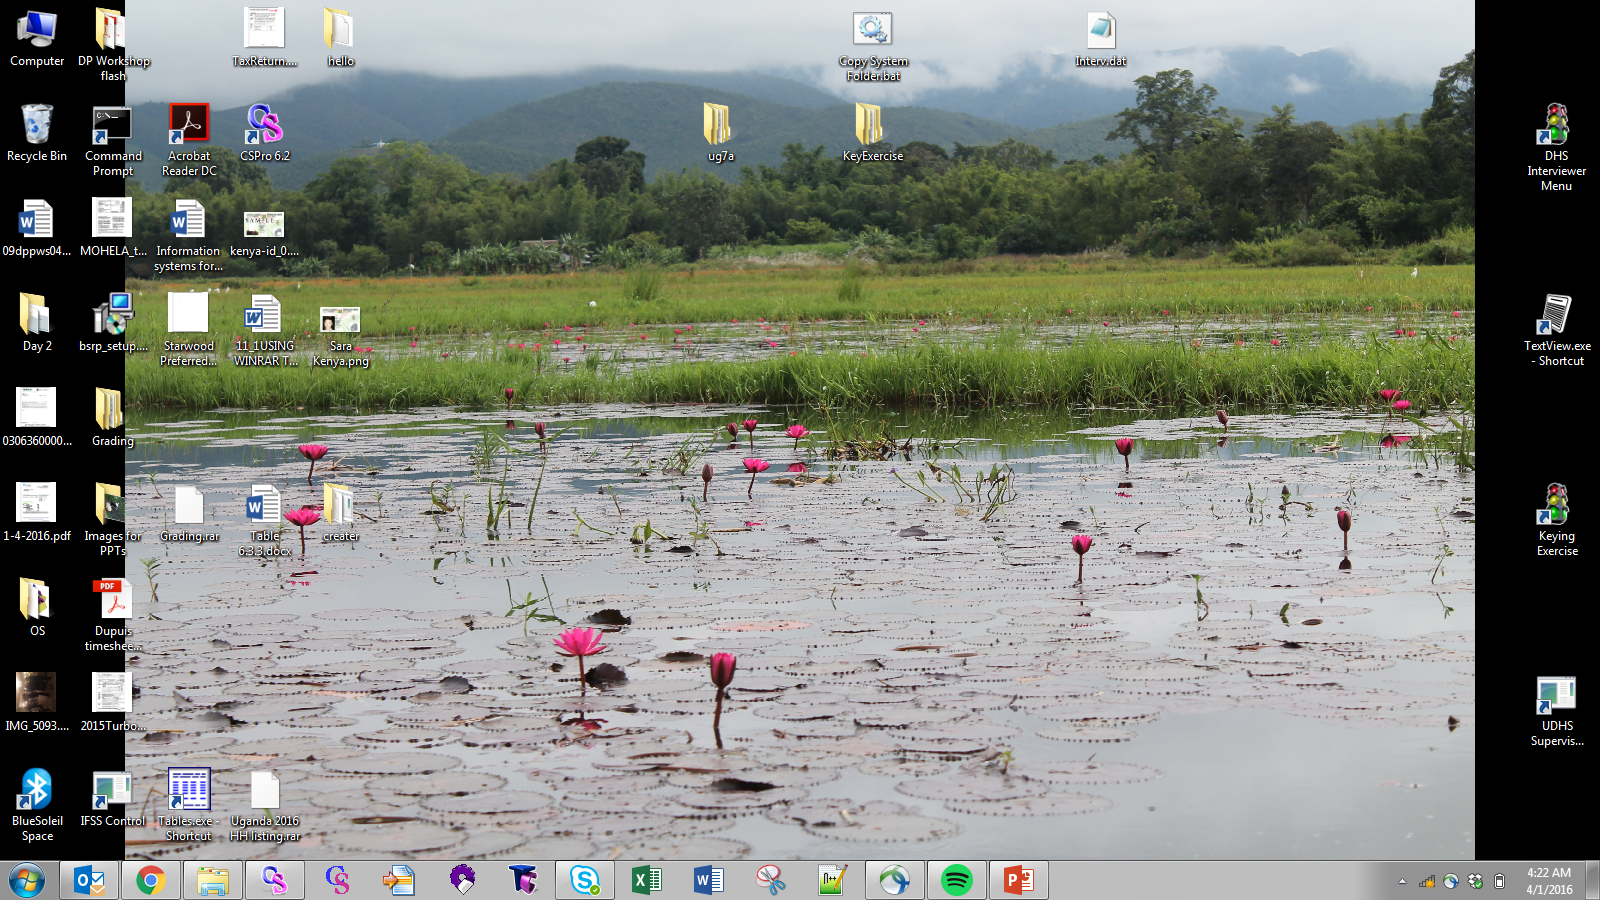 Computer
DP Workshop
flash
TaxReturn....
hello
Copy System
Folder.bat
Interv.dat
Recycle Bin
C:\._
Command
Prompt
Acrobat
Reader DC
CSPro 6.2
ug7a
KeyExercise
DHS
Interviewer
Menu
09dppws04...
MOHELA_t...
Information
systems for...
SAMPLE
kenya-id_0....
Day 2
bsrp_setup....
Starwood
Preferred...
11_1USING
WINRAR T...
Sara
Kenya.png
TextView.exe
- Shortcut
0306360000...
Grading
1-4-2016.pdf
Images for
PPTs
Grading.rar
Table
6.3.3.docx
creater
Keying
Exercise
OS
PDF
Dupuis
timeshee...
IMG_5093....
2015Turbo...
UDHS
Supervis...
BlueSoleil
Space
IFSS Control
Tables.exe -
Shortcut
Uganda 2016
HH listing.rar
4:22 AM
4/1/2016